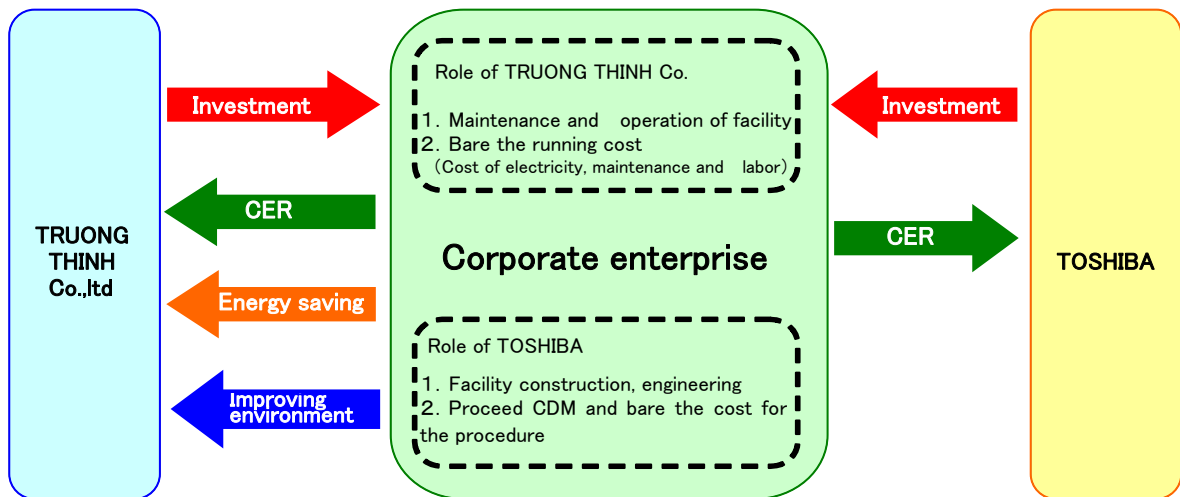 TRUONG
THINH
Co.,ltd
Investment
CER
Energy saving
Improving
environment
Role of TRUONG THINH Co.
1. Maintenance and operation of facility
2. Bare the running cost
(Cost of electricity, maintenance and labor)
Corporate enterprise
Role of TOSHIBA
1. Facility construction, engineering
2. Proceed CDM and bare the cost for
the procedure
Investment
CER
TOSHIBA